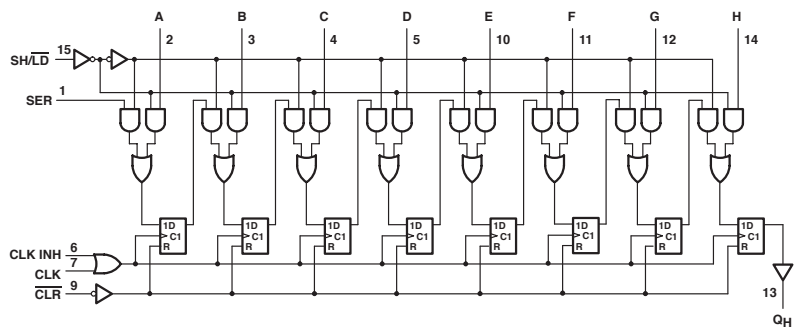 A B C D E F G H
2 3 4 5 10 11 12 14
SH/LD 15
SER 1
1D 1D 1D 1D 1D 1D 1D 1D
C1 C1 C1 C1 C1 C1 C1 C1
R R R R R R R R
CLK INH 6
CLK 7
CLR 9
13
QH